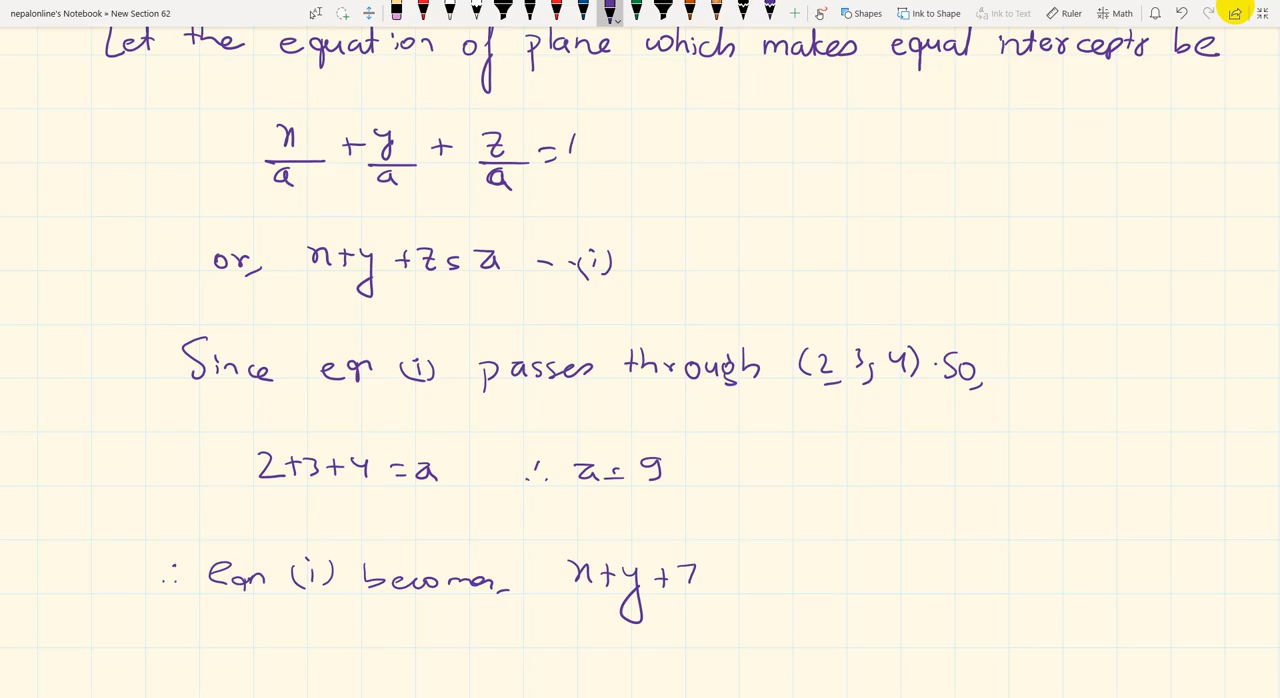 nepalonline's Notebook » New Section 62
Shapes Ink to Shape Ink to Text Ruler Math
Let the equation of plane which makes equal intercepts be
x/a + y/a + z/a = 1
or, x+y+z = a - - (i)
Since eqn (i) passes through (2, 3, 4). So,
2+3+4 = a ∴ a = 9
∴ Eqn (i) becomes x+y+7